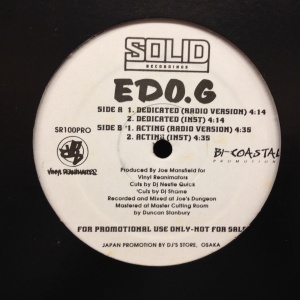 SOLID
RECORDINGS
EDO.G
SIDE A 1. DEDICATED (RADIO VERSION) 4:14
2. DEDICATED (INST) 4:14
SIDE B 1. ACTING (RADIO VERSION) 4:35
2. ACTING (INST) 4:35
SR100PRO
VINYL REANIMATORS
BI-COASTAL
PROMOTION
Produced By Joe Mansfield for
Vinyl Reanimators
Cuts by Dj Nestle Quick
'Cuts by Dj Shame
Recorded and Mixed at Joe's Dungeon
Mastered at Master Cutting Room
by Duncan Stanbury
FOR PROMOTIONAL USE ONLY-NOT FOR SALE
JAPAN PROMOTION BY DJ'S STORE, OSAKA